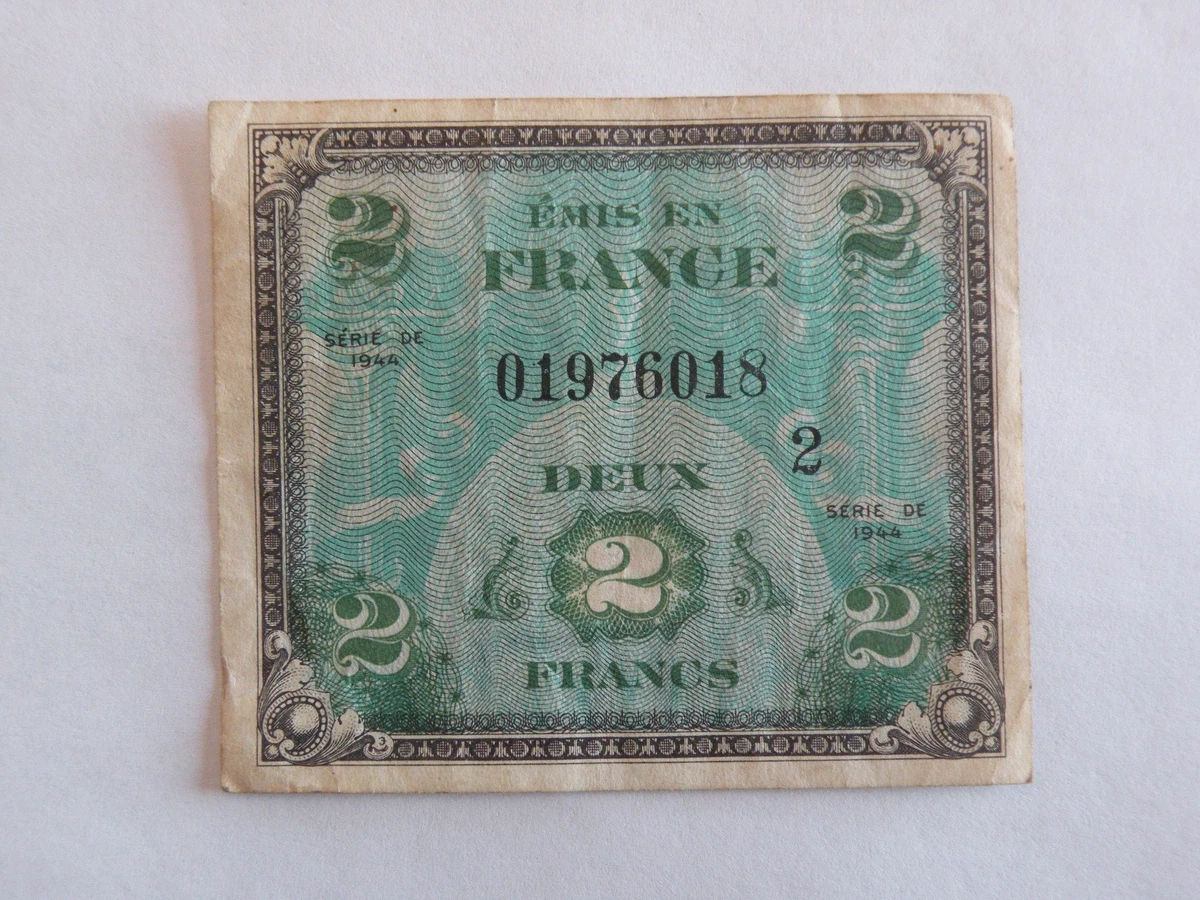 2 ÉMIS EN 2
FRANCE
SÉRIE DE
1944
01976018
2
DEUX
SÉRIE DE
1944
2
2 2
FRANCS